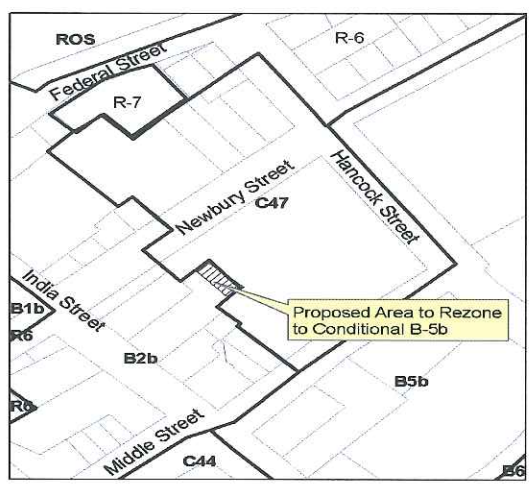 ROS
R-6
Federal Street
R-7
Newbury Street
C47
Hancock Street
India Street
B1b
R6
Proposed Area to Rezone
to Conditional B-5b
B2b
B5b
R6
Middle Street
C44
B6